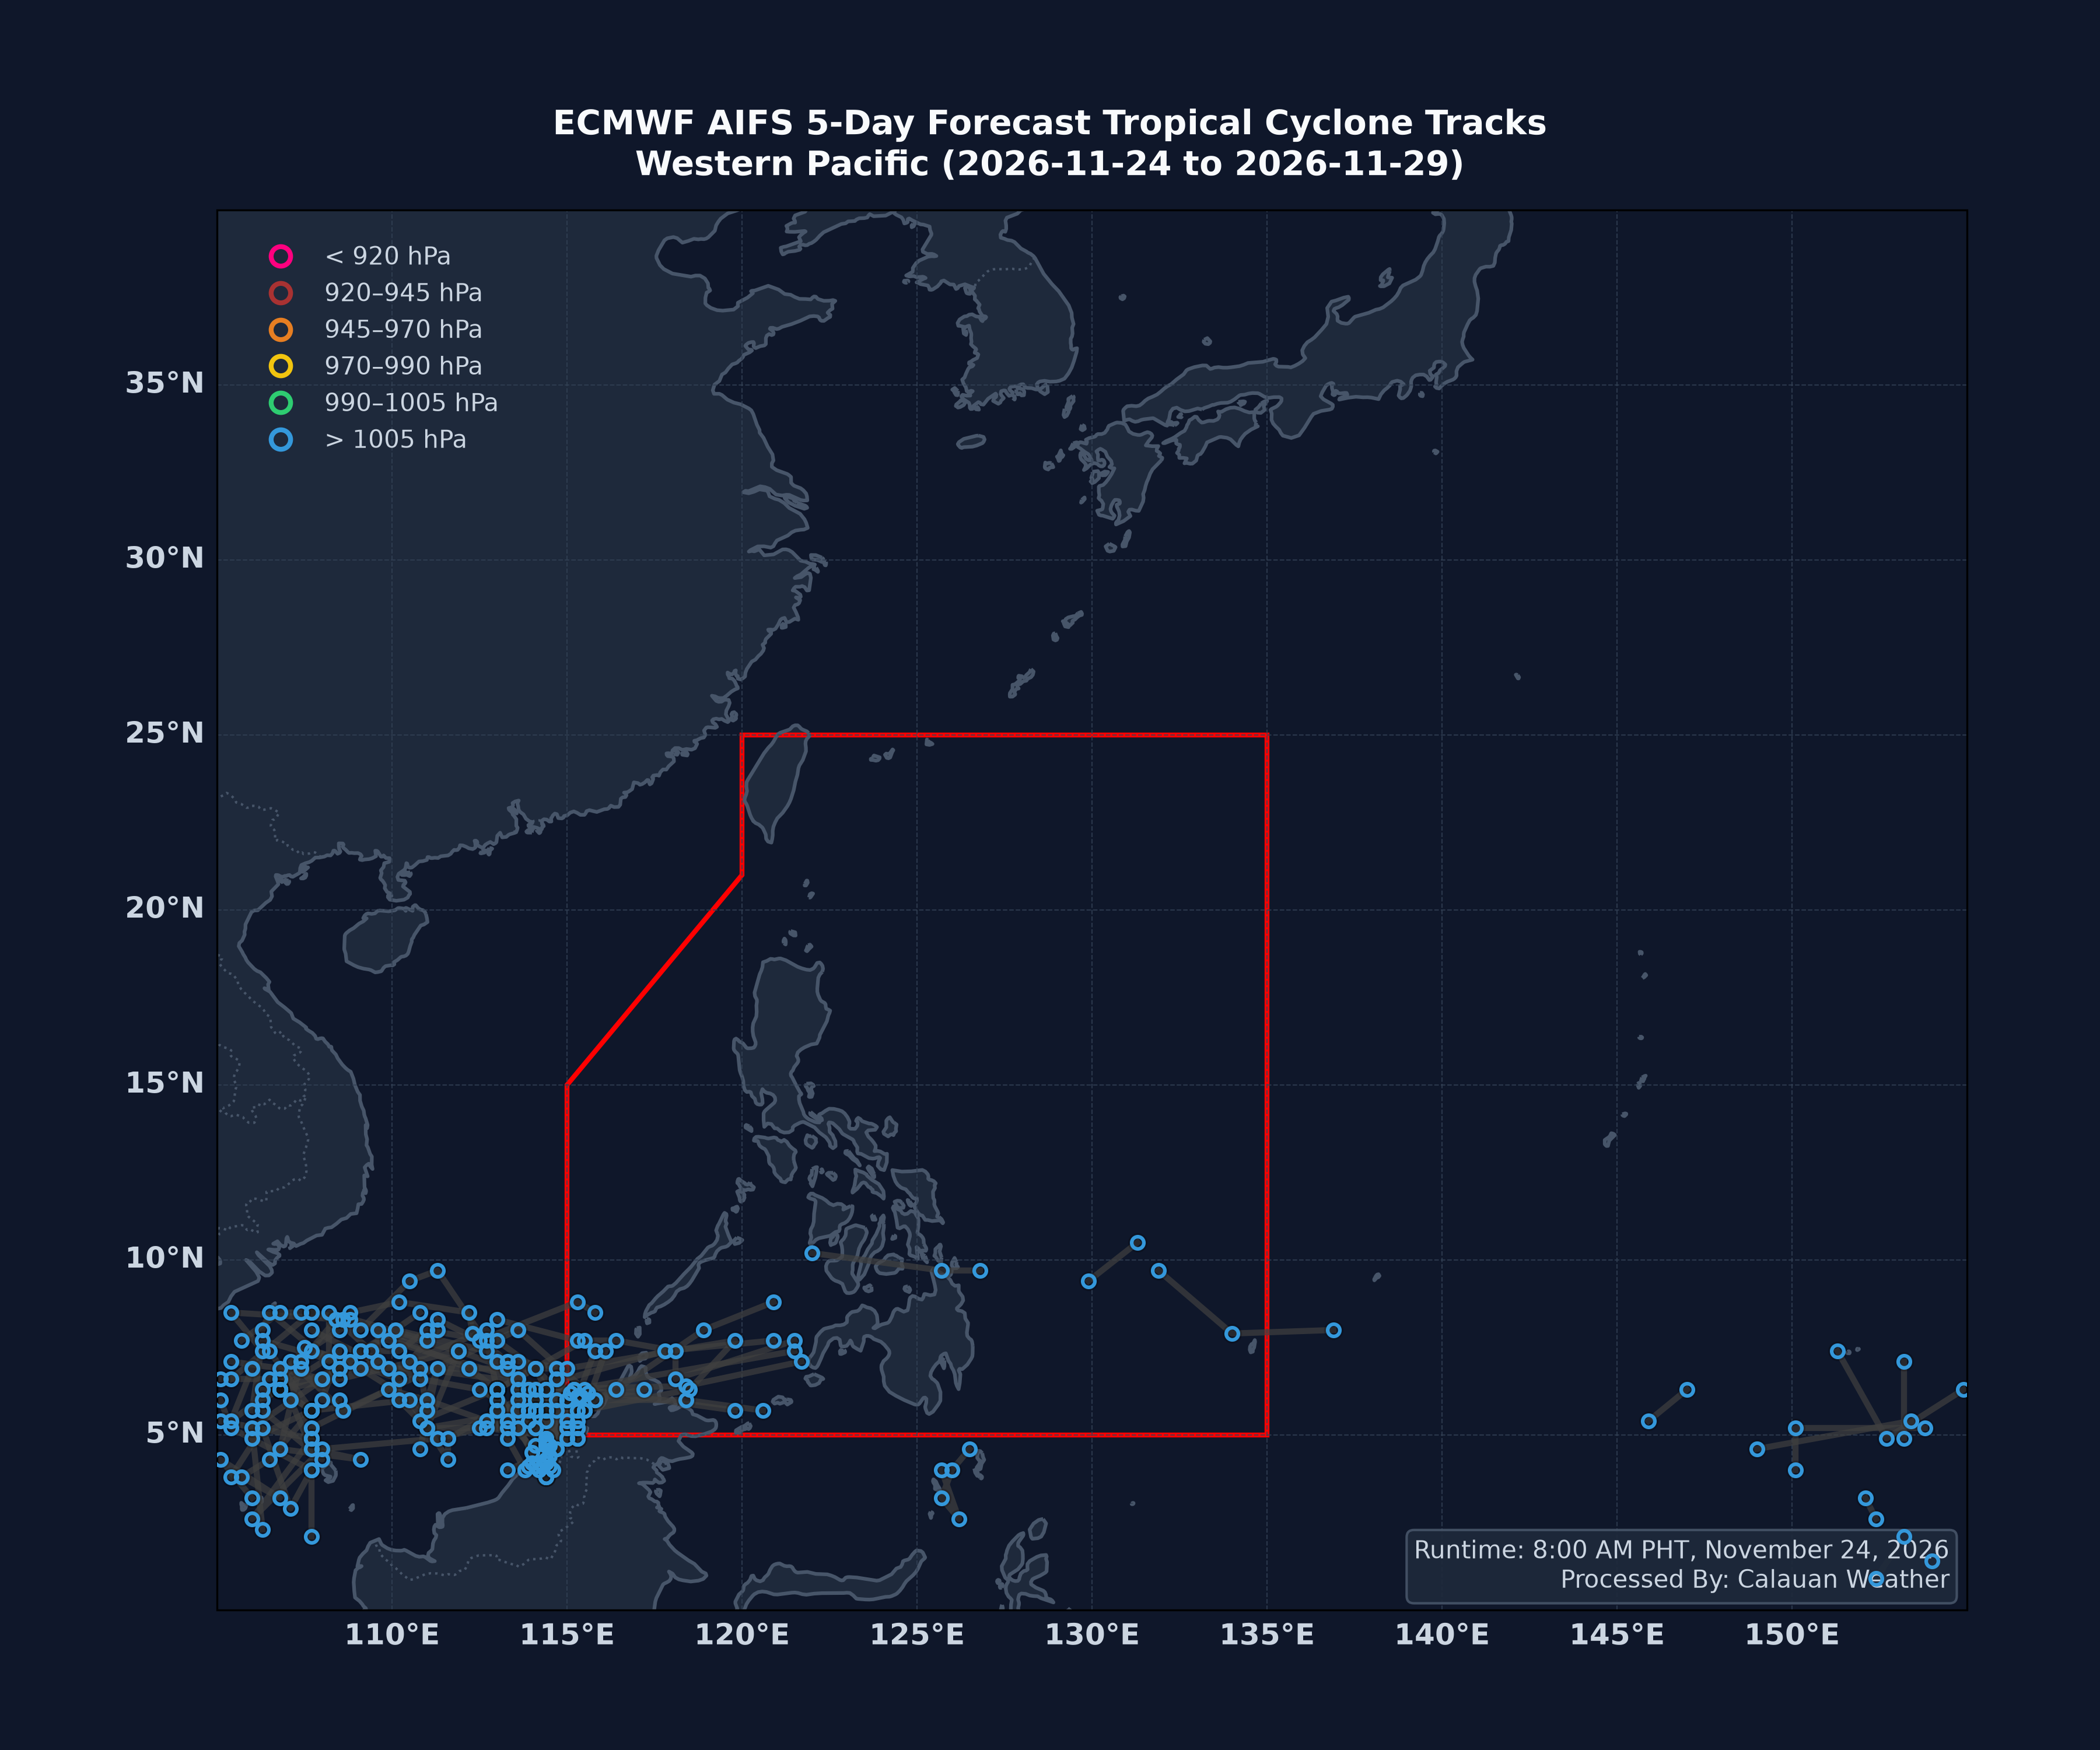 ECMWF AIFS 5-Day Forecast Tropical Cyclone Tracks
Western Pacific (2026-11-24 to 2026-11-29)
< 920 hPa
920–945 hPa
945–970 hPa
970–990 hPa
990–1005 hPa
> 1005 hPa
35°N
30°N
25°N
20°N
15°N
10°N
5°N
Runtime: 8:00 AM PHT, November 24, 2026
Processed By: Calauan Weather
110°E 115°E 120°E 125°E 130°E 135°E 140°E 145°E 150°E